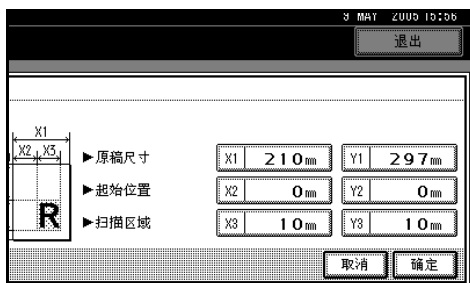 9 MAY 2005 15:56
退出
X1
X2 X3
R
▶原稿尺寸 X1 210mm Y1 297mm
▶起始位置 X2 0mm Y2 0mm
▶扫描区域 X3 10mm Y3 10mm
取消 确定